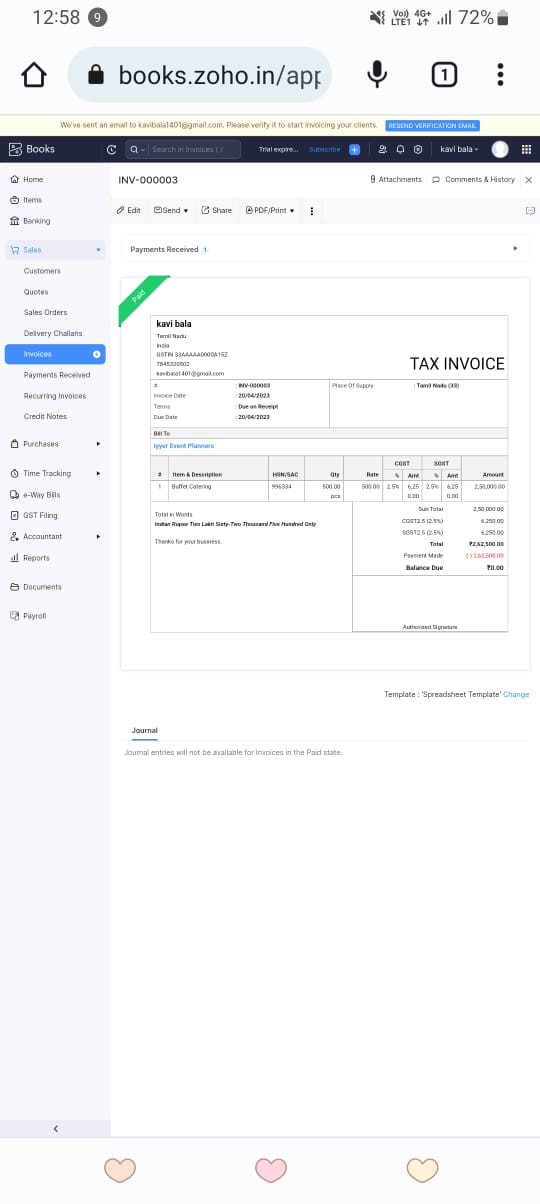 12:58 9 Vo) 4G+ LTE1 72%
books.zoho.in/app 1
We've sent an email to kavibala1401@gmail.com. Please verify it to start invoicing your clients. RESEND VERIFICATION EMAIL
Books Search in Invoices ( / Trial expire... Subscribe kavi bala
Home
Items
Banking
Sales
Customers
Quotes
Sales Orders
Delivery Challans
Invoices
Payments Received
Recurring Invoices
Credit Notes
Purchases
Time Tracking
e-Way Bills
GST Filing
Accountant
Reports
Documents
Payroll
INV-000003 Attachments Comments & History
Edit Send Share PDF/Print
Payments Received 1
Paid
kavi bala
Tamil Nadu
India
GSTIN 33AAAAA0000A15Z
7845320502
kavibala1401@gmail.com
TAX INVOICE
# : INV-000003 Place Of Supply : Tamil Nadu (33)
Invoice Date : 20/04/2023
Terms : Due on Receipt
Due Date : 20/04/2023
Bill To
Iyyer Event Planners
CGST SGST
# Item & Description HSN/SAC Qty Rate % Amt % Amt Amount
1 Buffet Catering 996334 500.00 500.00 2.5% 6,25 2.5% 6,25 2,50,000.00
pcs 0.00 0.00
Total In Words
Indian Rupee Two Lakh Sixty-Two Thousand Five Hundred Only
Thanks for your business.
Sub Total 2,50,000.00
CGST2.5 (2.5%) 6,250.00
SGST2.5 (2.5%) 6,250.00
Total ₹2,62,500.00
Payment Made (-) 2,62,500.00
Balance Due ₹0.00
Authorized Signature
Template : 'Spreadsheet Template' Change
Journal
Journal entries will not be available for Invoices in the Paid state.